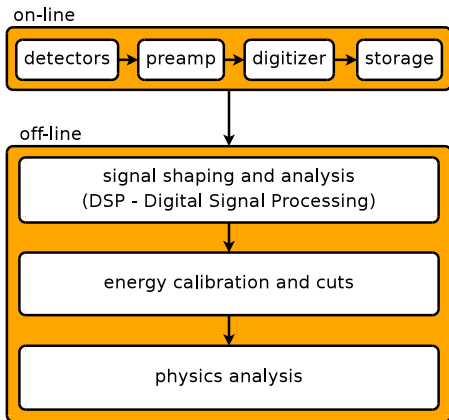 on-line
detectors
preamp
digitizer
storage
off-line
signal shaping and analysis
(DSP - Digital Signal Processing)
energy calibration and cuts
physics analysis